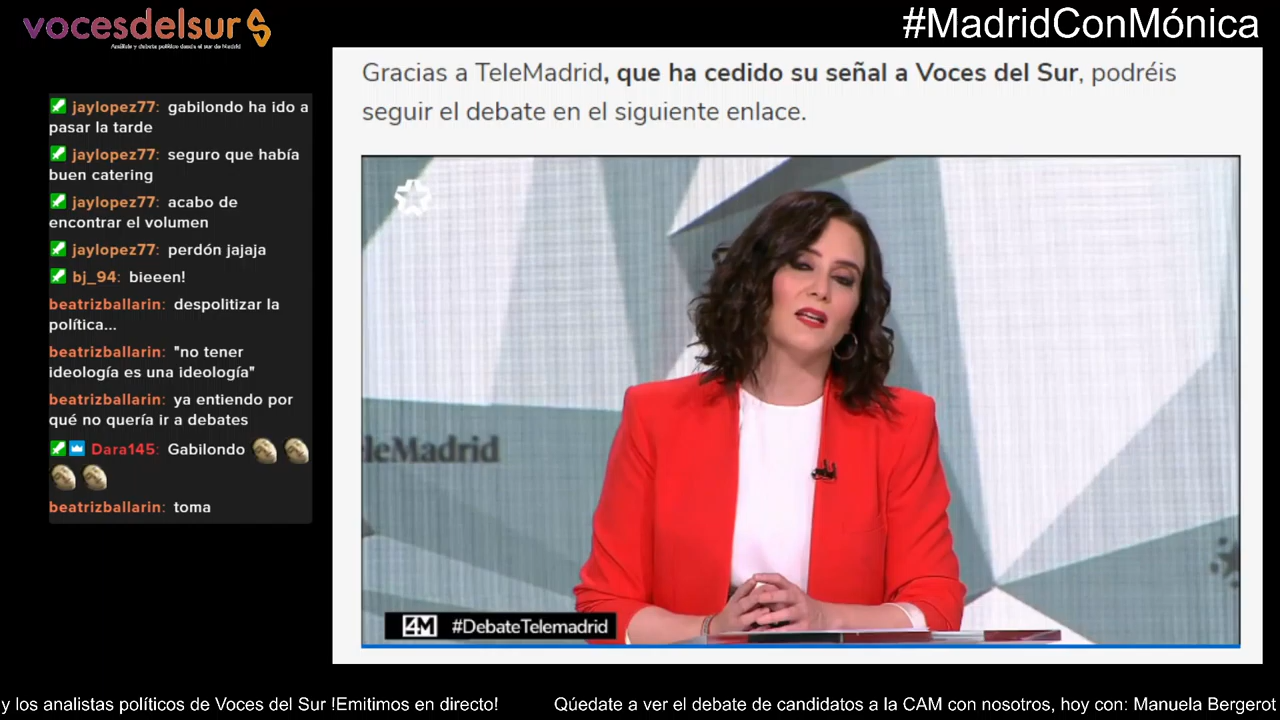 vocesdelsur
Análisis y debate político desde el sur de Madrid
#MadridConMónica
Gracias a TeleMadrid, que ha cedido su señal a Voces del Sur, podréis
seguir el debate en el siguiente enlace.
jaylopez77: gabilondo ha ido a
pasar la tarde
jaylopez77: seguro que había
buen catering
jaylopez77: acabo de
encontrar el volumen
jaylopez77: perdón jajaja
bj_94: bieeen!
beatrizballarin: despolitizar la
política...
beatrizballarin: "no tener
ideología es una ideología"
beatrizballarin: ya entiendo por
qué no quería ir a debates
Dara145: Gabilondo
beatrizballarin: toma
eleMadrid
4M #DebateTelemadrid
y los analistas políticos de Voces del Sur !Emitimos en directo! Qúedate a ver el debate de candidatos a la CAM con nosotros, hoy con: Manuela Bergerot